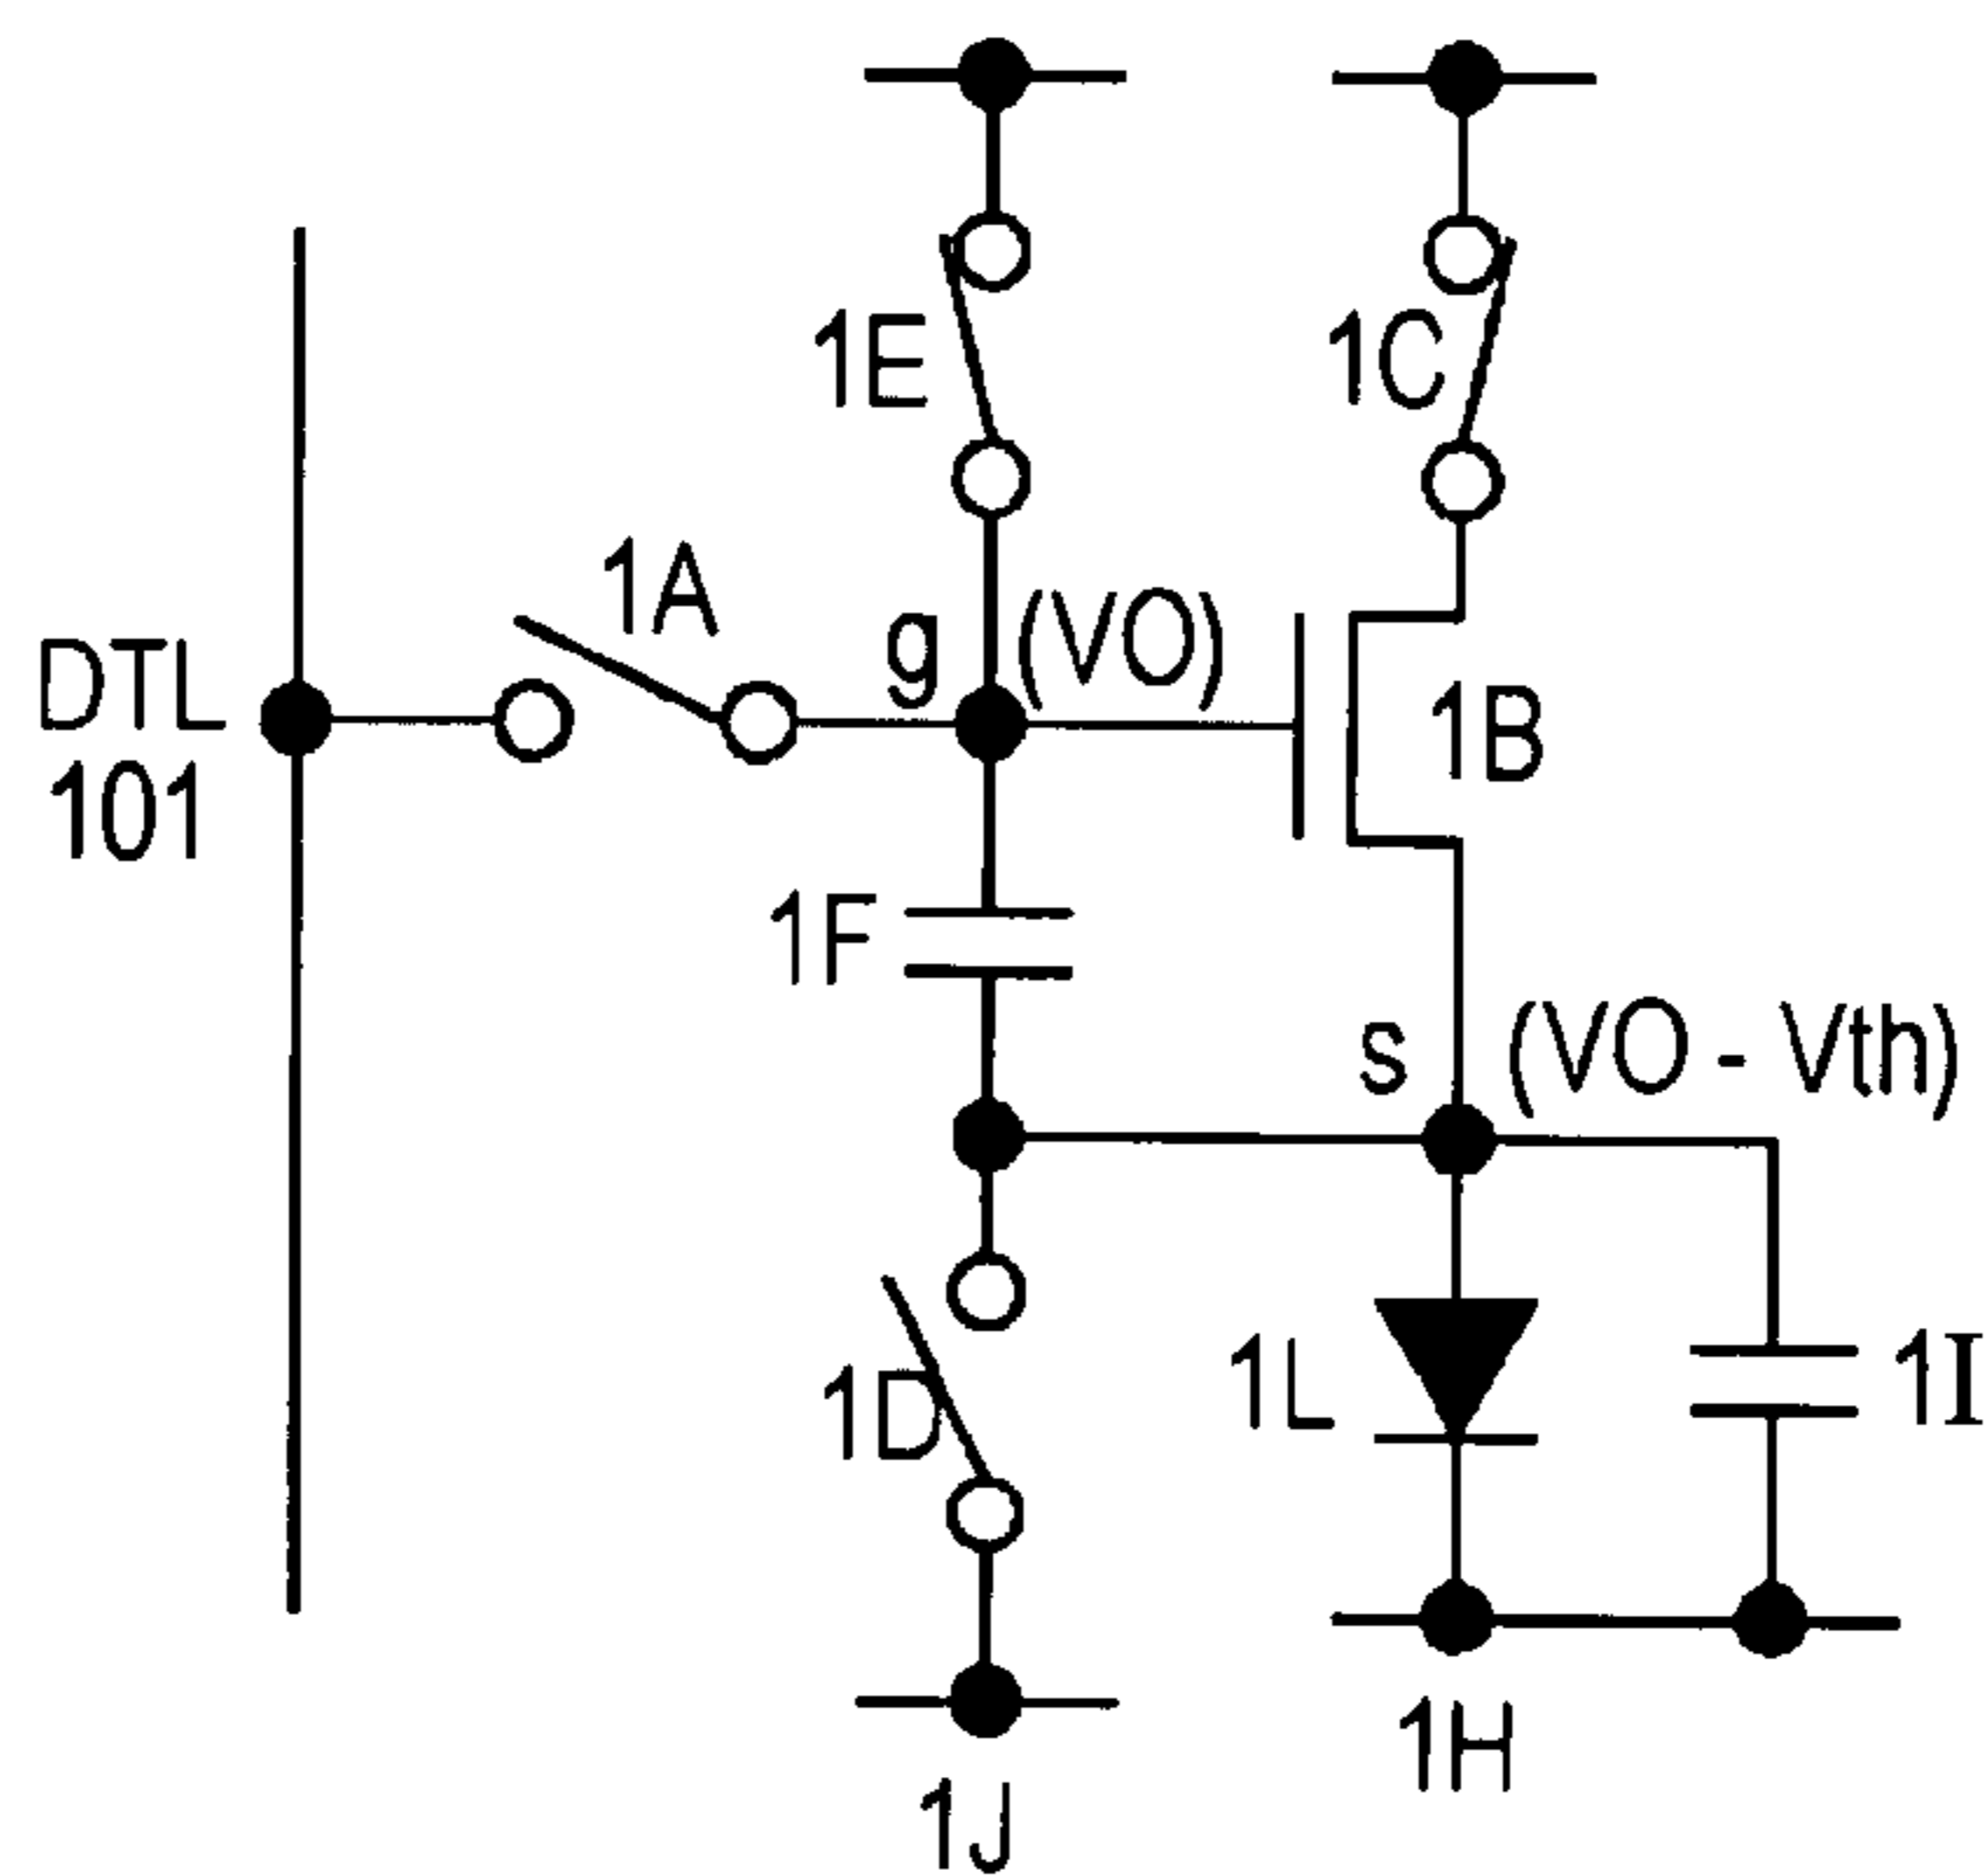 1E
1C
1A
g (VO)
DTL
101
1B
1F
s (VO - Vth)
1D
1L
1I
1H
1J